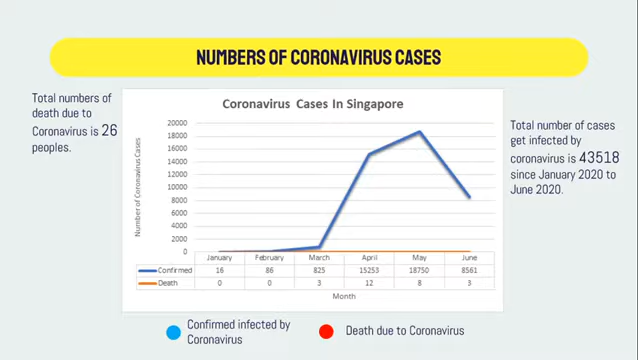 NUMBERS OF CORONAVIRUS CASES
Total numbers of
death due to
Coronavirus is 26
peoples.
Coronavirus Cases In Singapore
Number of Coronavirus Cases
20000
18000
16000
14000
12000
10000
8000
6000
4000
2000
0
January February March April May June
Confirmed 16 86 825 15253 18750 8561
Death 0 0 3 12 8 3
Month
Total number of cases
get infected by
coronavirus is 43518
since January 2020 to
June 2020.
Confirmed infected by
Coronavirus
Death due to Coronavirus